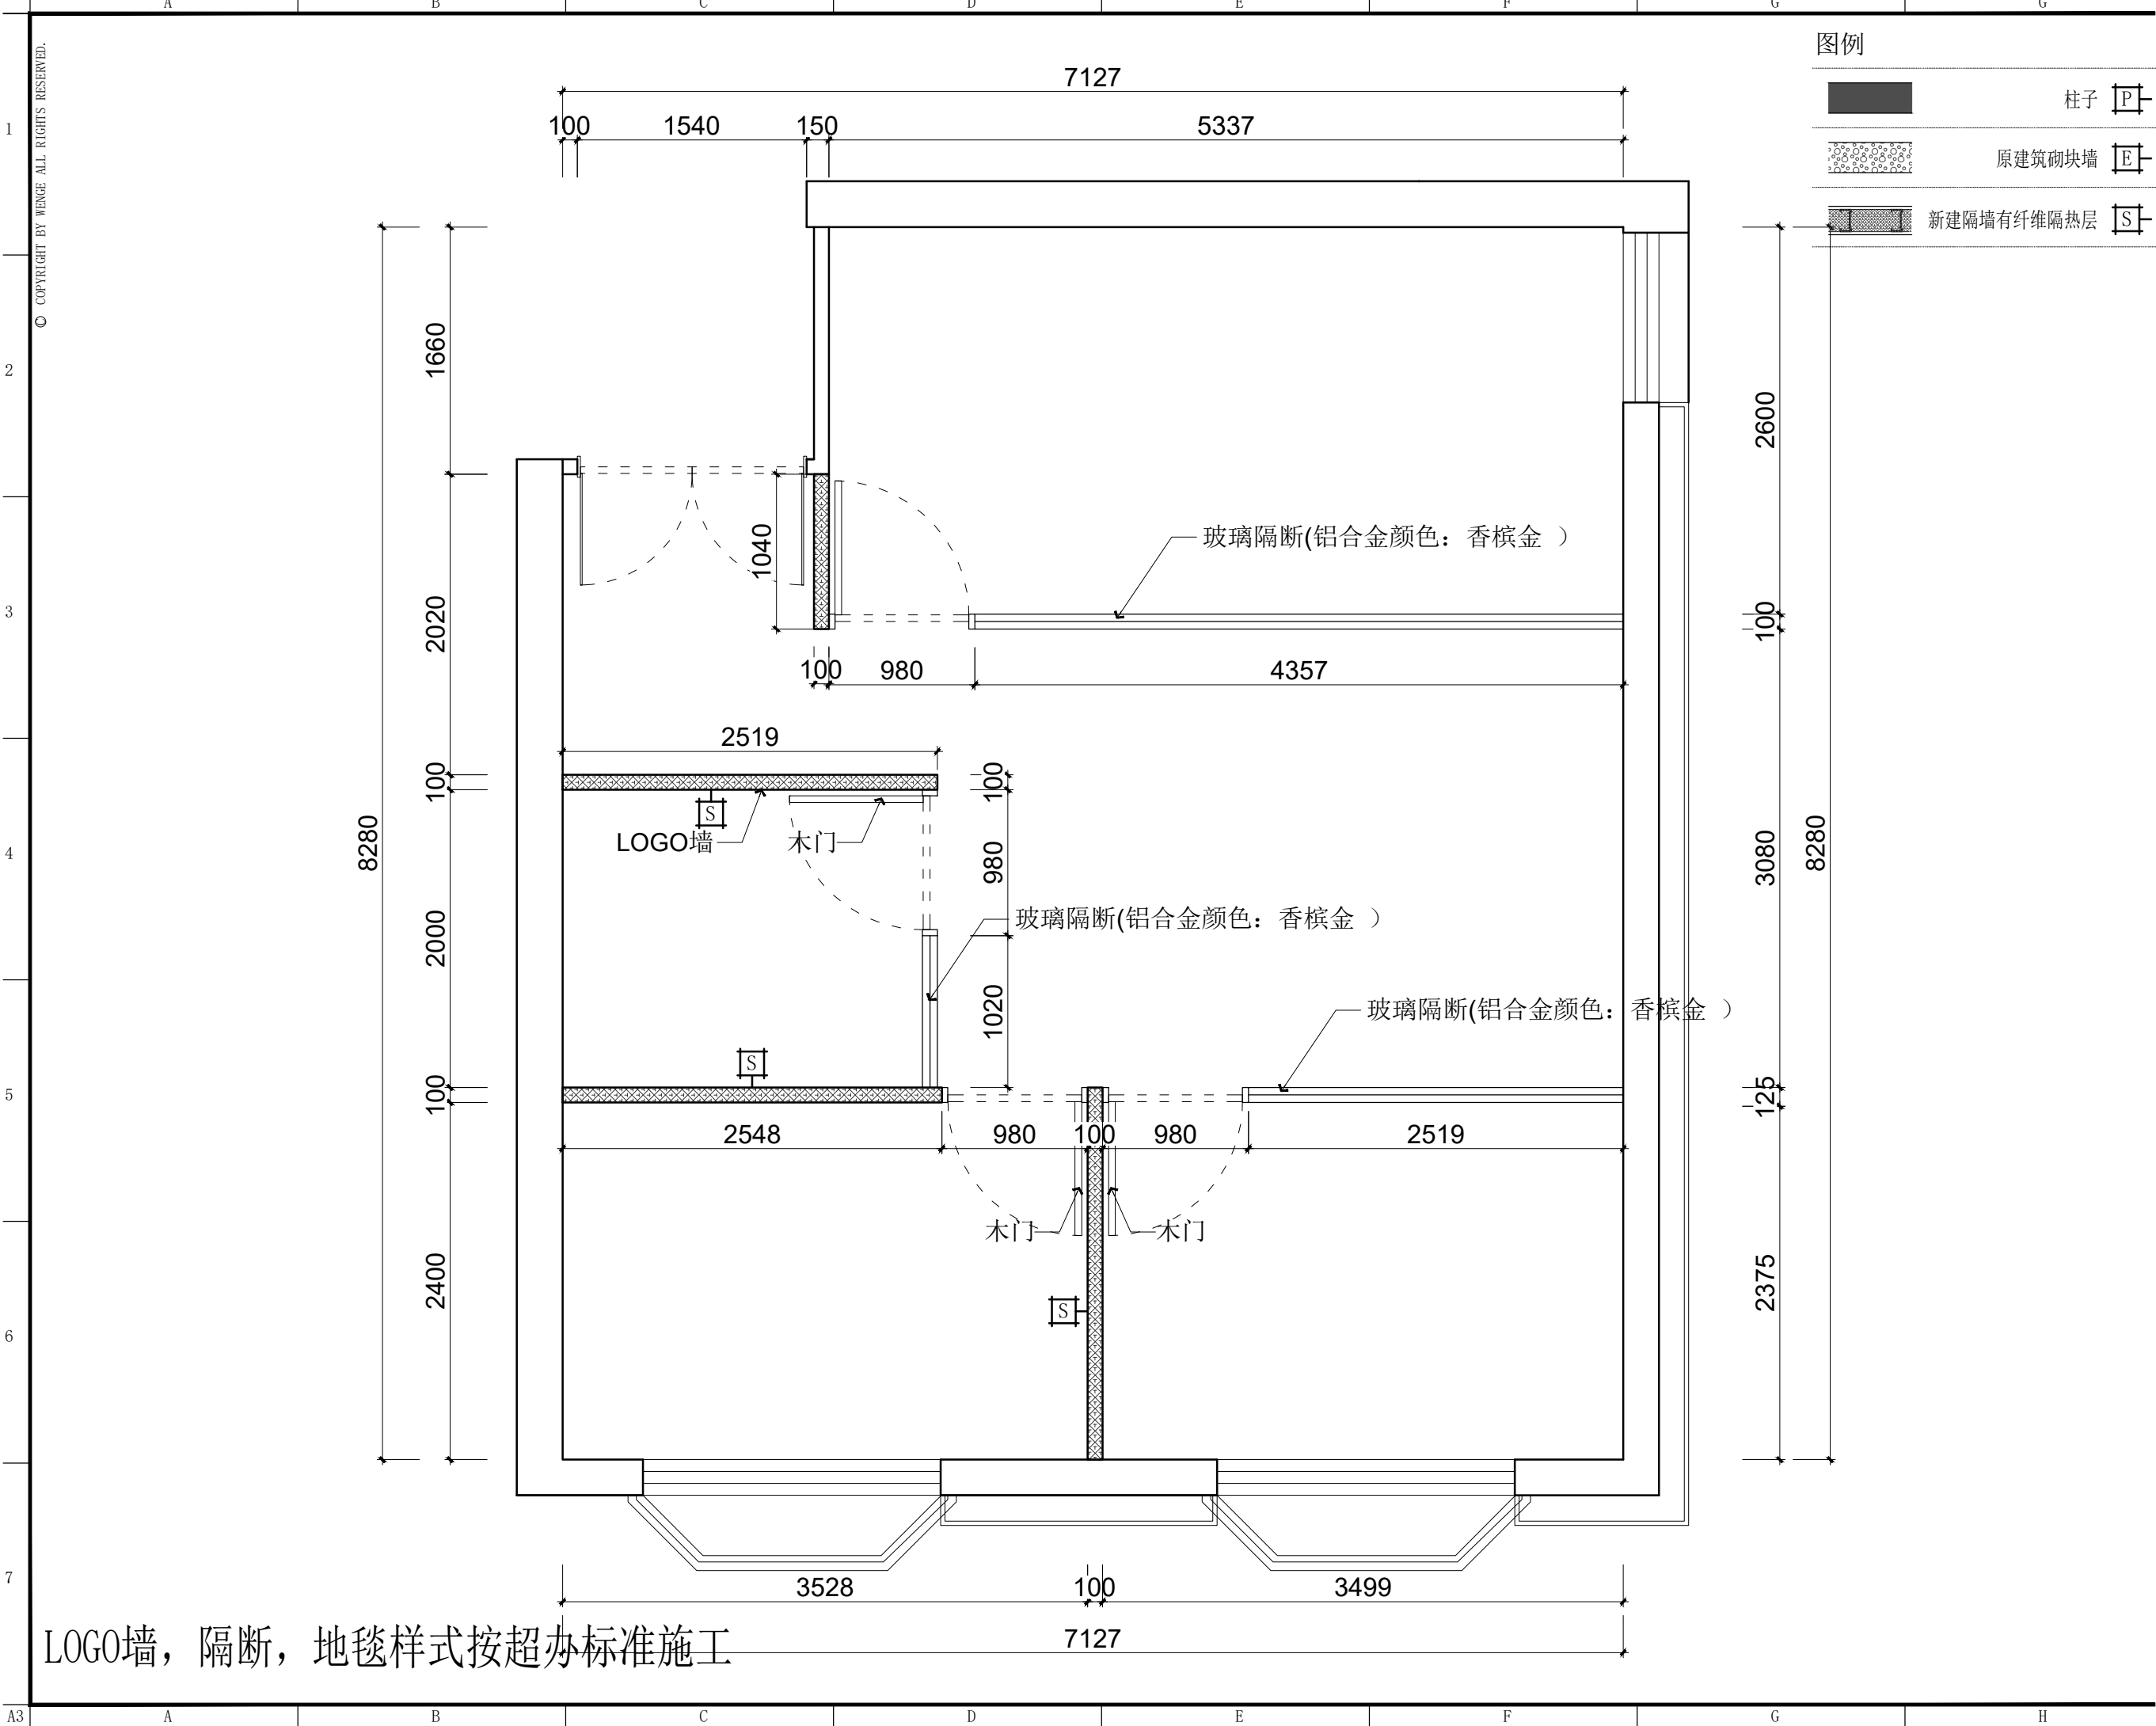 A B C D E F G G
© COPYRIGHT BY WENGE ALL RIGHTS RESERVED.
图例
柱子 P
原建筑砌块墙 E
新建隔墙有纤维隔热层 S
7127
100 1540 150 5337
1
1660
2
2600
1040
玻璃隔断(铝合金颜色：香槟金 ）
3
2020
100
100 980 4357
2519
100
100
S
LOGO墙
木门
8280
4
980
3080
8280
2000
玻璃隔断(铝合金颜色：香槟金 ）
1020
玻璃隔断(铝合金颜色：香槟金 ）
S
100
5
125
2548 980 100 980 2519
木门
木门
2400
2375
S
6
7
3528 100 3499
7127
LOGO墙，隔断，地毯样式按超办标准施工
A3 A B C D E F G H